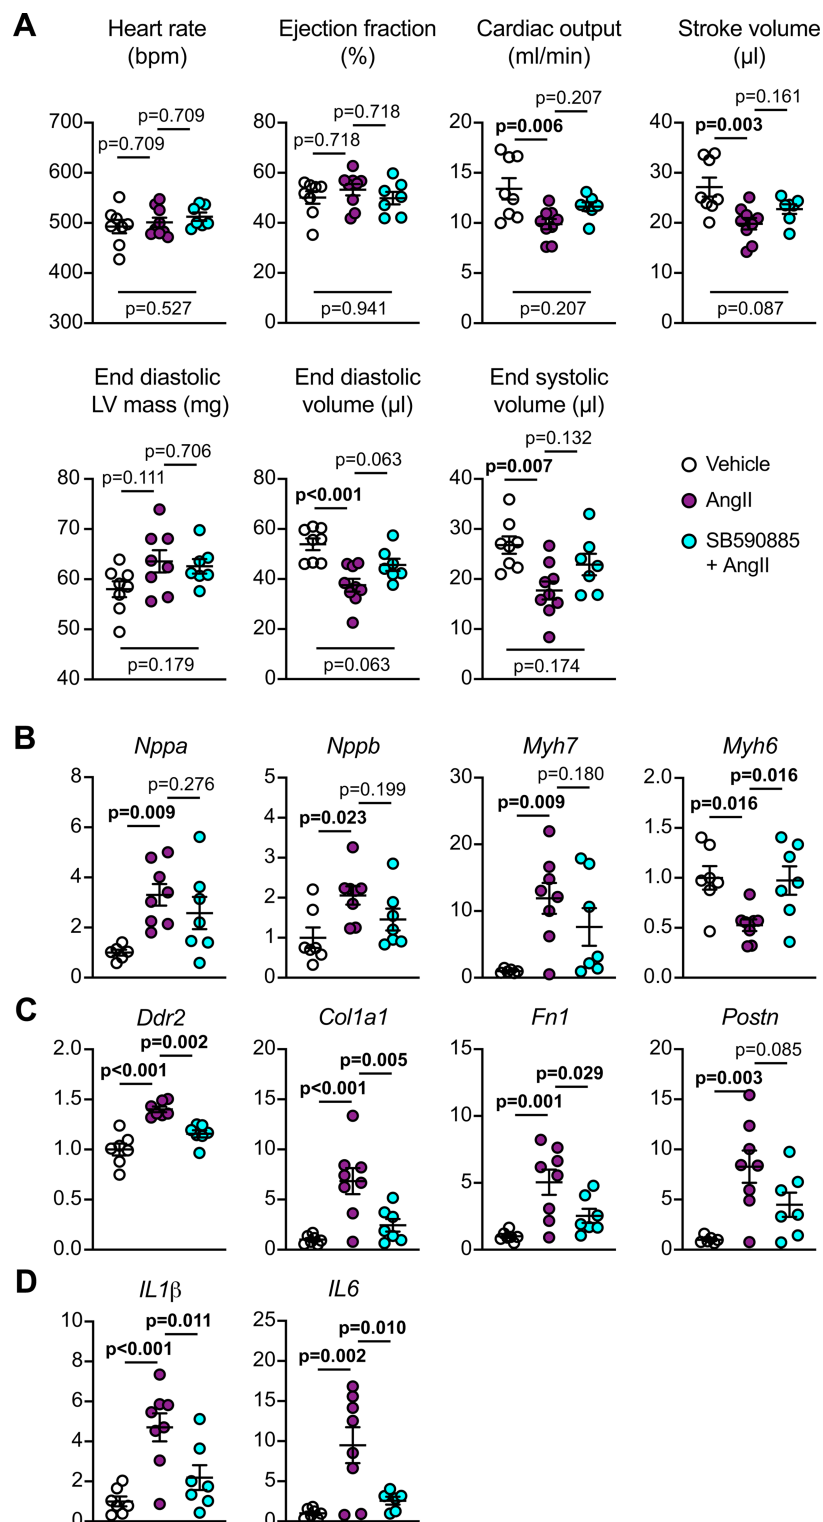 A
Heart rate
(bpm)
Ejection fraction
(%)
Cardiac output
(ml/min)
Stroke volume
(µl)
700
600
500
400
300
p=0.709
p=0.709
p=0.527
80
60
40
20
0
p=0.718
p=0.718
p=0.941
20
15
10
5
0
p=0.207
p=0.006
p=0.207
40
30
20
10
0
p=0.161
p=0.003
p=0.087
End diastolic
LV mass (mg)
End diastolic
volume (µl)
End systolic
volume (µl)
80
70
60
50
40
p=0.706
p=0.111
p=0.179
80
60
40
20
0
p=0.063
p<0.001
p=0.063
40
30
20
10
0
p=0.132
p=0.007
p=0.174
Vehicle
AngII
SB590885
+ AngII
B
Nppa
Nppb
Myh7
Myh6
8
6
4
2
0
p=0.276
p=0.009
5
4
3
2
1
0
p=0.199
p=0.023
30
20
10
0
p=0.180
p=0.009
2.0
1.5
1.0
0.5
0.0
p=0.016
p=0.016
C
Ddr2
Col1a1
Fn1
Postn
2.0
1.5
1.0
0.5
0.0
p=0.002
p<0.001
20
15
10
5
0
p=0.005
p<0.001
15
10
5
0
p=0.029
p=0.001
20
15
10
5
0
p=0.085
p=0.003
D
IL1β
IL6
10
8
6
4
2
0
p=0.011
p<0.001
25
20
15
10
5
0
p=0.010
p=0.002